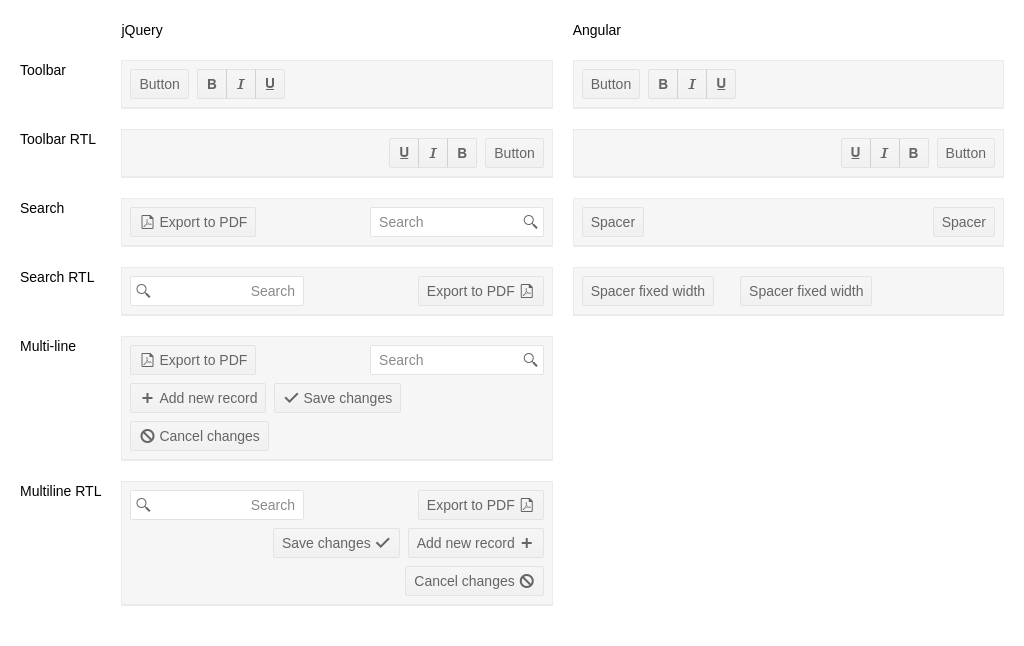 jQuery Angular
Toolbar Button B I U Button B I U
Toolbar RTL U I B Button U I B Button
Search Export to PDF Search Spacer Spacer
Search RTL Search Export to PDF Spacer fixed width Spacer fixed width
Multi-line Export to PDF Search
Add new record Save changes
Cancel changes
Multiline RTL Search Export to PDF
Save changes Add new record
Cancel changes